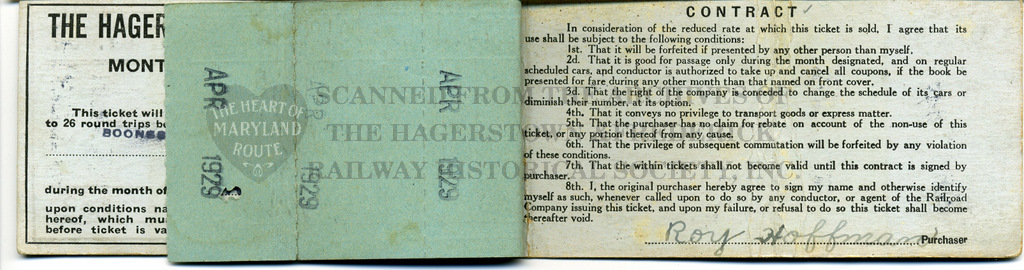 THE HAGER
MONT
This ticket will
to 26 round trips be
BOONSB
during the month of
upon conditions na
hereof, which mu
before ticket is va
APR 1929
APR 1929
APR 1929
THE HEART OF
MARYLAND
ROUTE
SCANNED FROM THE ARCHIVES OF
THE HAGERSTOWN & FREDERICK
RAILWAY HISTORICAL SOCIETY, INC.
CONTRACT
In consideration of the reduced rate at which this ticket is sold, I agree that its
use shall be subject to the following conditions:
1st. That it will be forfeited if presented by any other person than myself.
2d. That it is good for passage only during the month designated, and on regular
scheduled cars, and conductor is authorized to take up and cancel all coupons, if the book be
presented for fare during any other month than that named on front cover.
3d. That the right of the company is conceded to change the schedule of its cars or
diminish their number, at its option.
4th. That it conveys no privilege to transport goods or express matter.
5th. That the purchaser has no claim for rebate on account of the non-use of this
ticket, or any portion thereof from any cause.
6th. That the privilege of subsequent commutation will be forfeited by any violation
of these conditions.
7th. That the within tickets shall not become valid until this contract is signed by
purchaser.
8th. I, the original purchaser hereby agree to sign my name and otherwise identify
myself as such, whenever called upon to do so by any conductor, or agent of the Railroad
Company issuing this ticket, and upon my failure, or refusal to do so this ticket shall become
thereafter void.
Roy Hoffman Purchaser